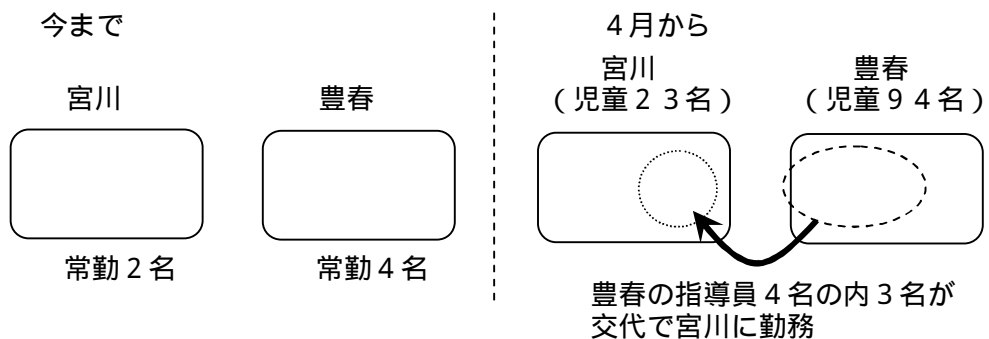 今まで
宮川
豊春
常勤2名
常勤4名
4月から
宮川
(児童23名)
豊春
(児童94名)
豊春の指導員4名の内3名が
交代で宮川に勤務